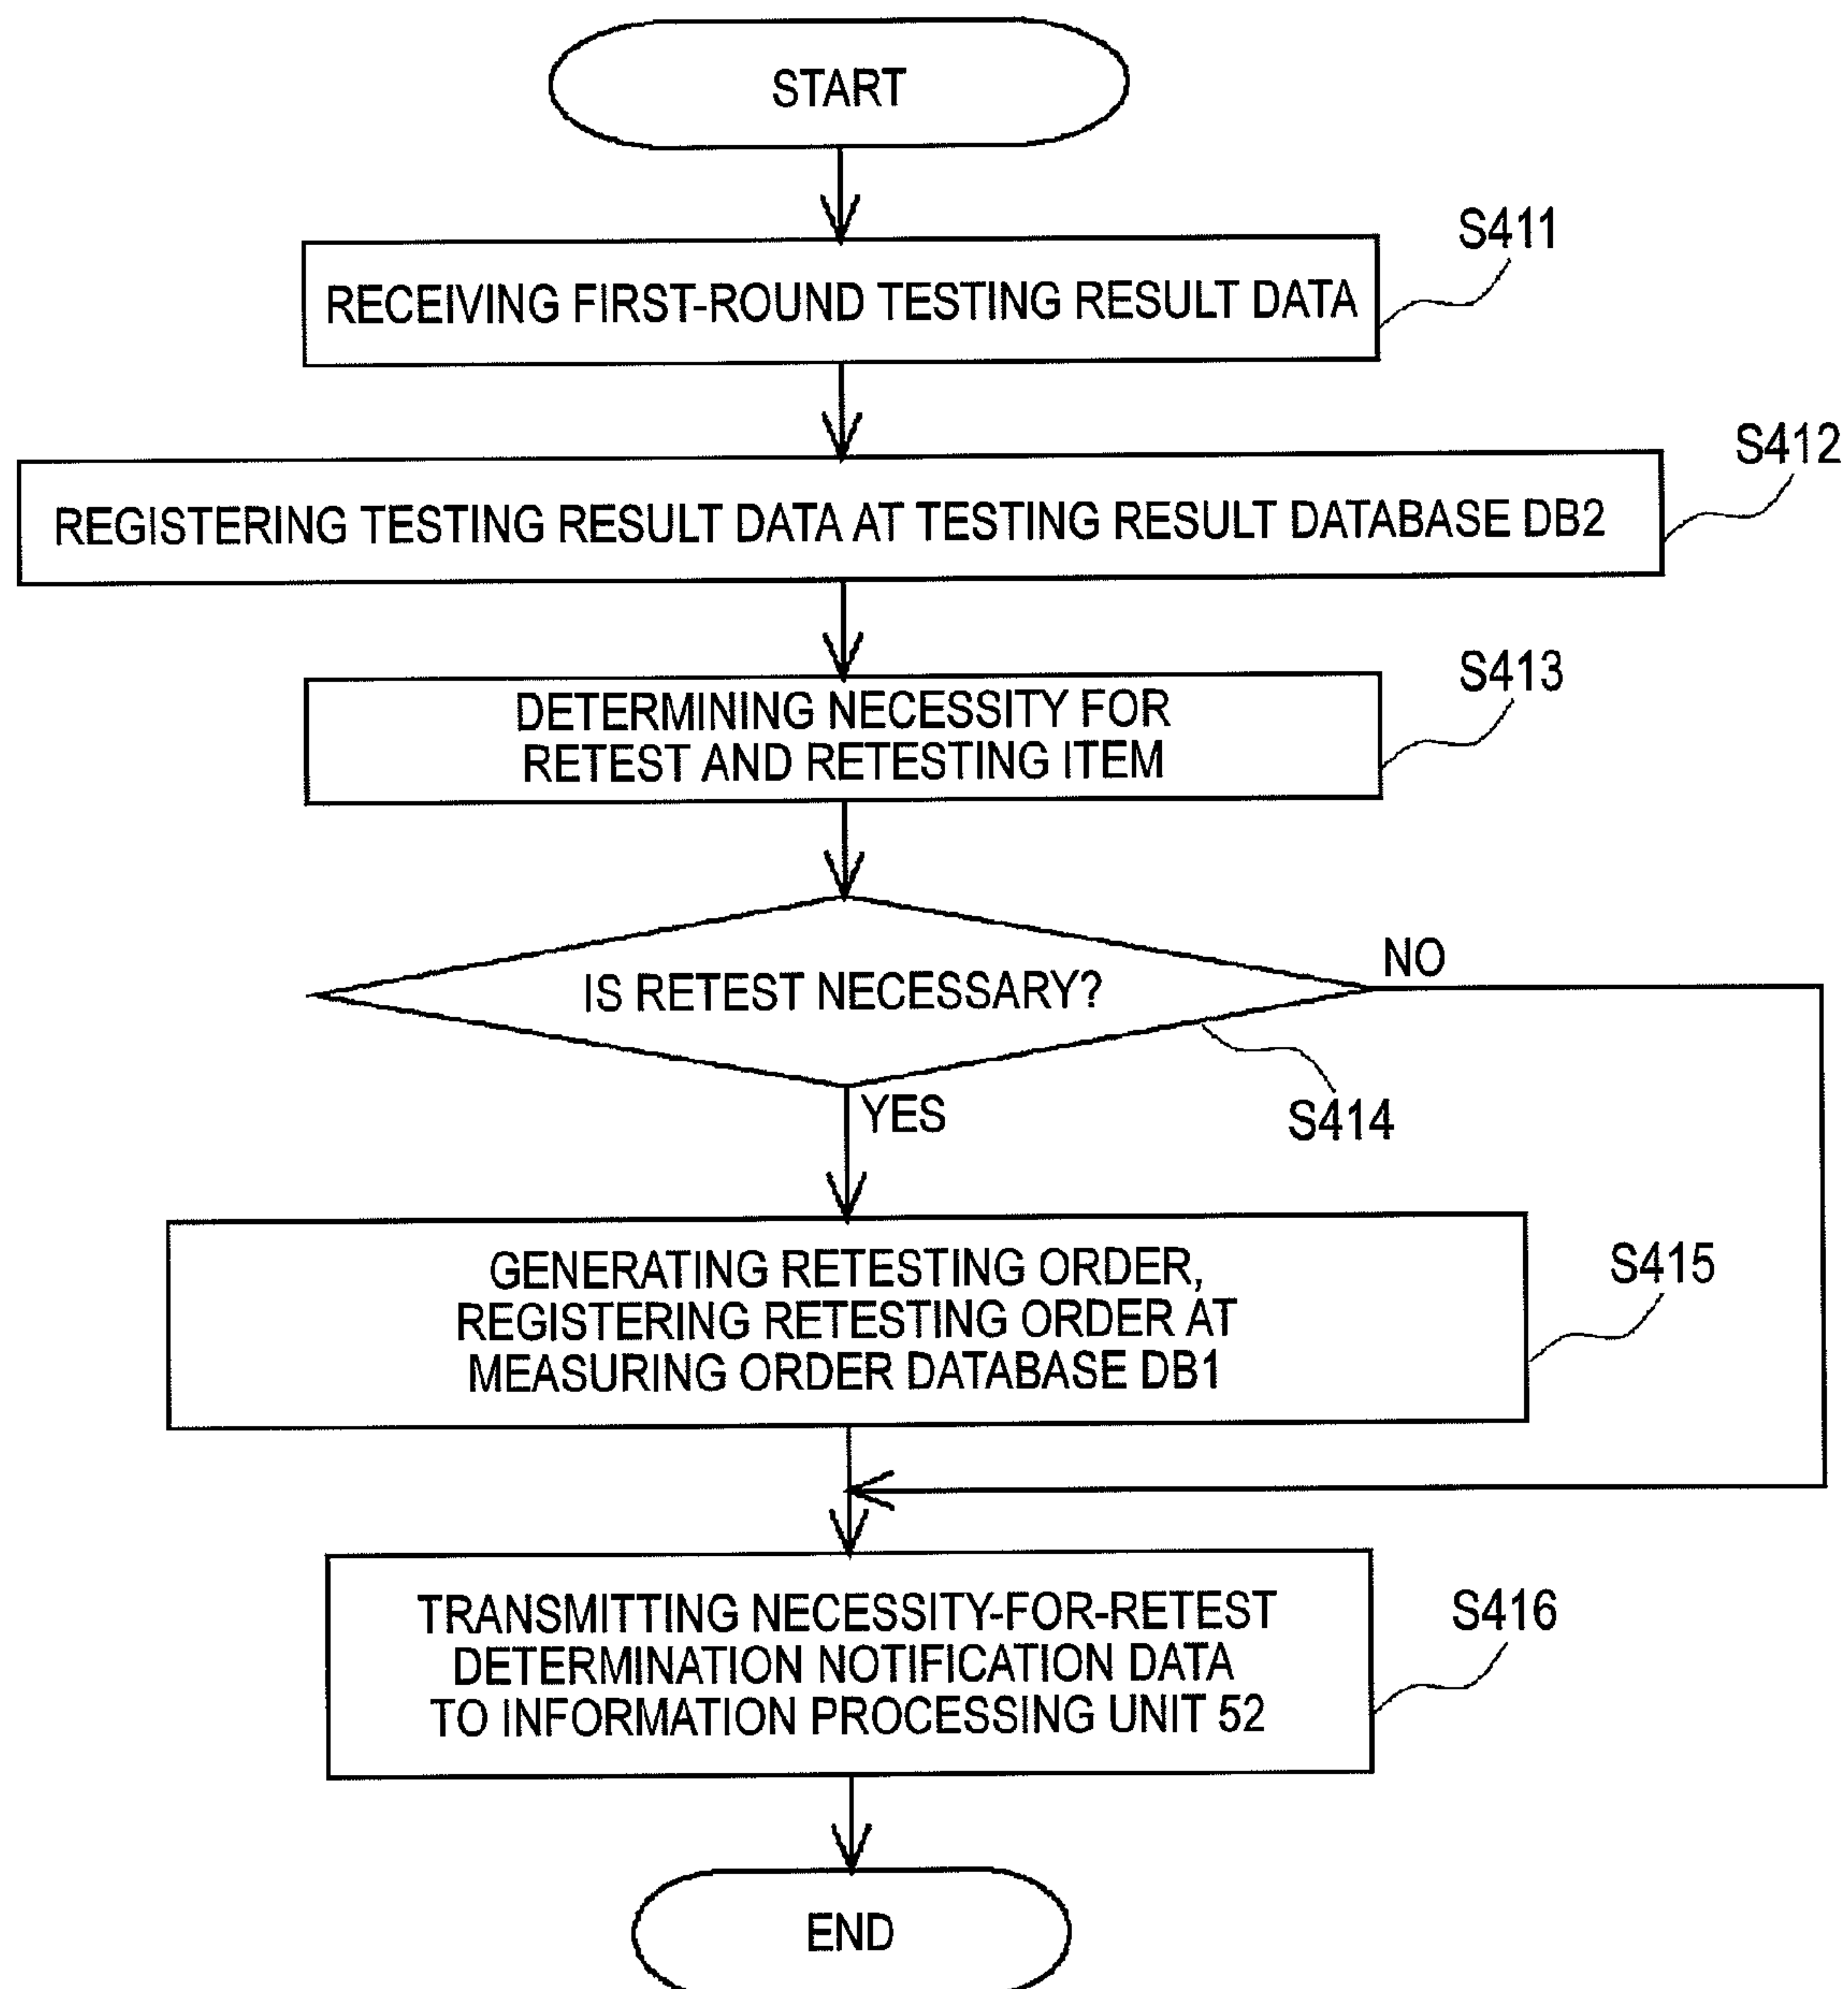 START
S411
RECEIVING FIRST-ROUND TESTING RESULT DATA
S412
REGISTERING TESTING RESULT DATA AT TESTING RESULT DATABASE DB2
S413
DETERMINING NECESSITY FOR
RETEST AND RETESTING ITEM
NO
IS RETEST NECESSARY?
YES
S414
GENERATING RETESTING ORDER,
REGISTERING RETESTING ORDER AT
MEASURING ORDER DATABASE DB1
S415
TRANSMITTING NECESSITY-FOR-RETEST
DETERMINATION NOTIFICATION DATA
TO INFORMATION PROCESSING UNIT 52
S416
END